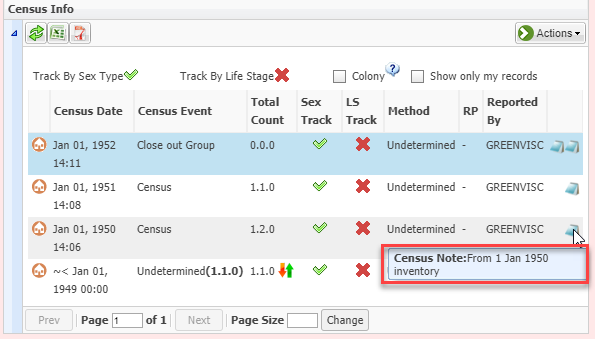 Census Info
Actions
Track By Sex Type Track By Life Stage Colony ? Show only my records
Census Date Census Event Total Count Sex Track LS Track Method RP Reported By
Jan 01, 1952 14:11 Close out Group 0.0.0 Undetermined - GREENVISC
Jan 01, 1951 14:08 Census 1.1.0 Undetermined - GREENVISC
Jan 01, 1950 14:06 Census 1.2.0 Undetermined - GREENVISC
~< Jan 01, 1949 00:00 Undetermined(1.1.0) 1.1.0
Census Note:From 1 Jan 1950
inventory
Prev Page 1 of 1 Next Page Size Change